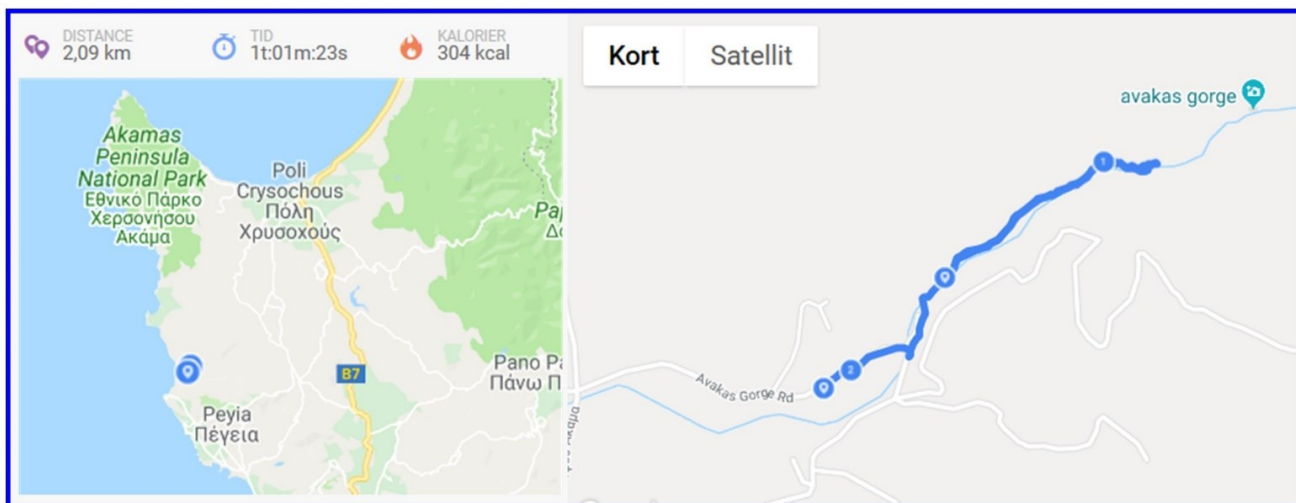 DISTANCE
2,09 km
TID
1t:01m:23s
KALORIER
304 kcal
Akamas
Peninsula
National Park
Εθνικό Πάρκο
Χερσονήσου
Ακάμα
Poli
Crysochous
Πόλη
Χρυσοχούς
Pap
Δα
B7
Pano Pa
Πάνω Π
Peyia
Πέγεια
Kort
Satellit
avakas gorge
1
2
Avakas Gorge Rd